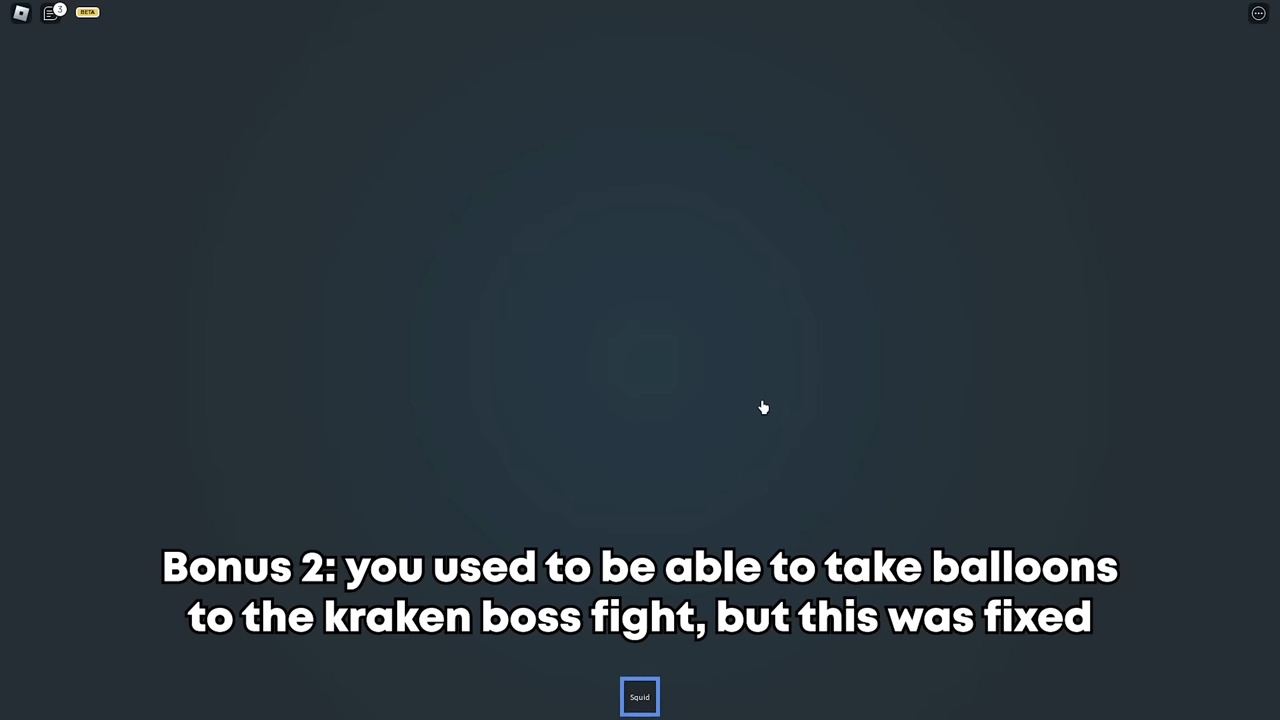 3
BETA
Bonus 2: you used to be able to take balloons
to the kraken boss fight, but this was fixed
Squid